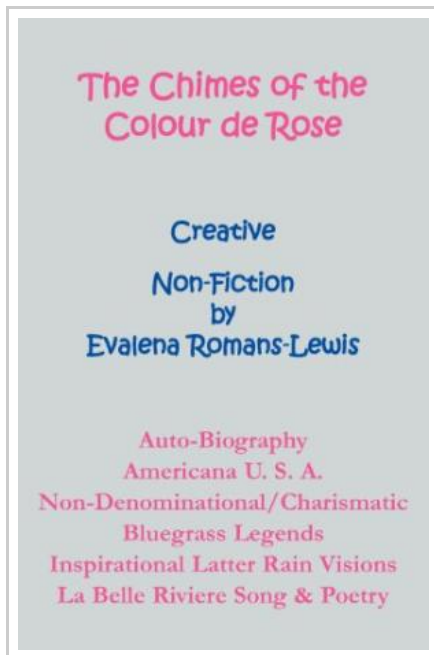 The Chimes of the
Colour de Rose
Creative
Non-Fiction
by
Evalena Romans-Lewis
Auto-Biography
Americana U. S. A.
Non-Denominational/Charismatic
Bluegrass Legends
Inspirational Latter Rain Visions
La Belle Riviere Song & Poetry